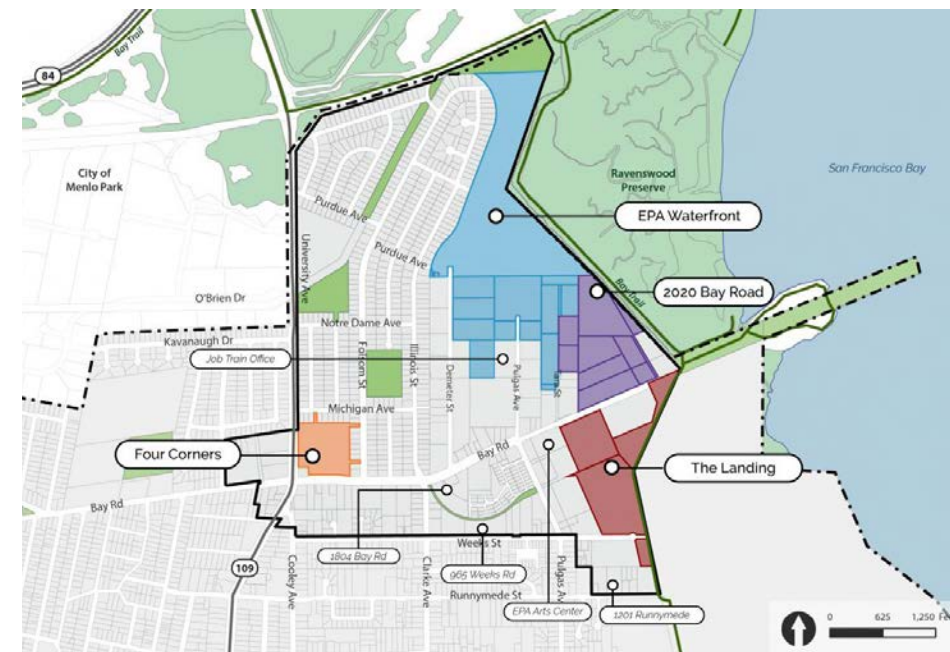 84
Bay Trail
City of
Menlo Park
Ravenswood
Preserve
San Francisco Bay
EPA Waterfront
Purdue Ave
Purdue Ave
University Ave
Bay Trail
2020 Bay Road
O'Brien Dr
Notre Dame Ave
Kavanaugh Dr
Job Train Office
Folsom St
Illinois St
Demeter St
Pulgas Ave
Michigan Ave
Four Corners
Bay Rd
The Landing
Bay Rd
Weeks St
1804 Bay Rd
965 Weeks Rd
109
Cooley Ave
Clarke Ave
Runnymede St
EPA Arts Center
Pulgas Av
1201 Runnymede
0 625 1,250 Fe